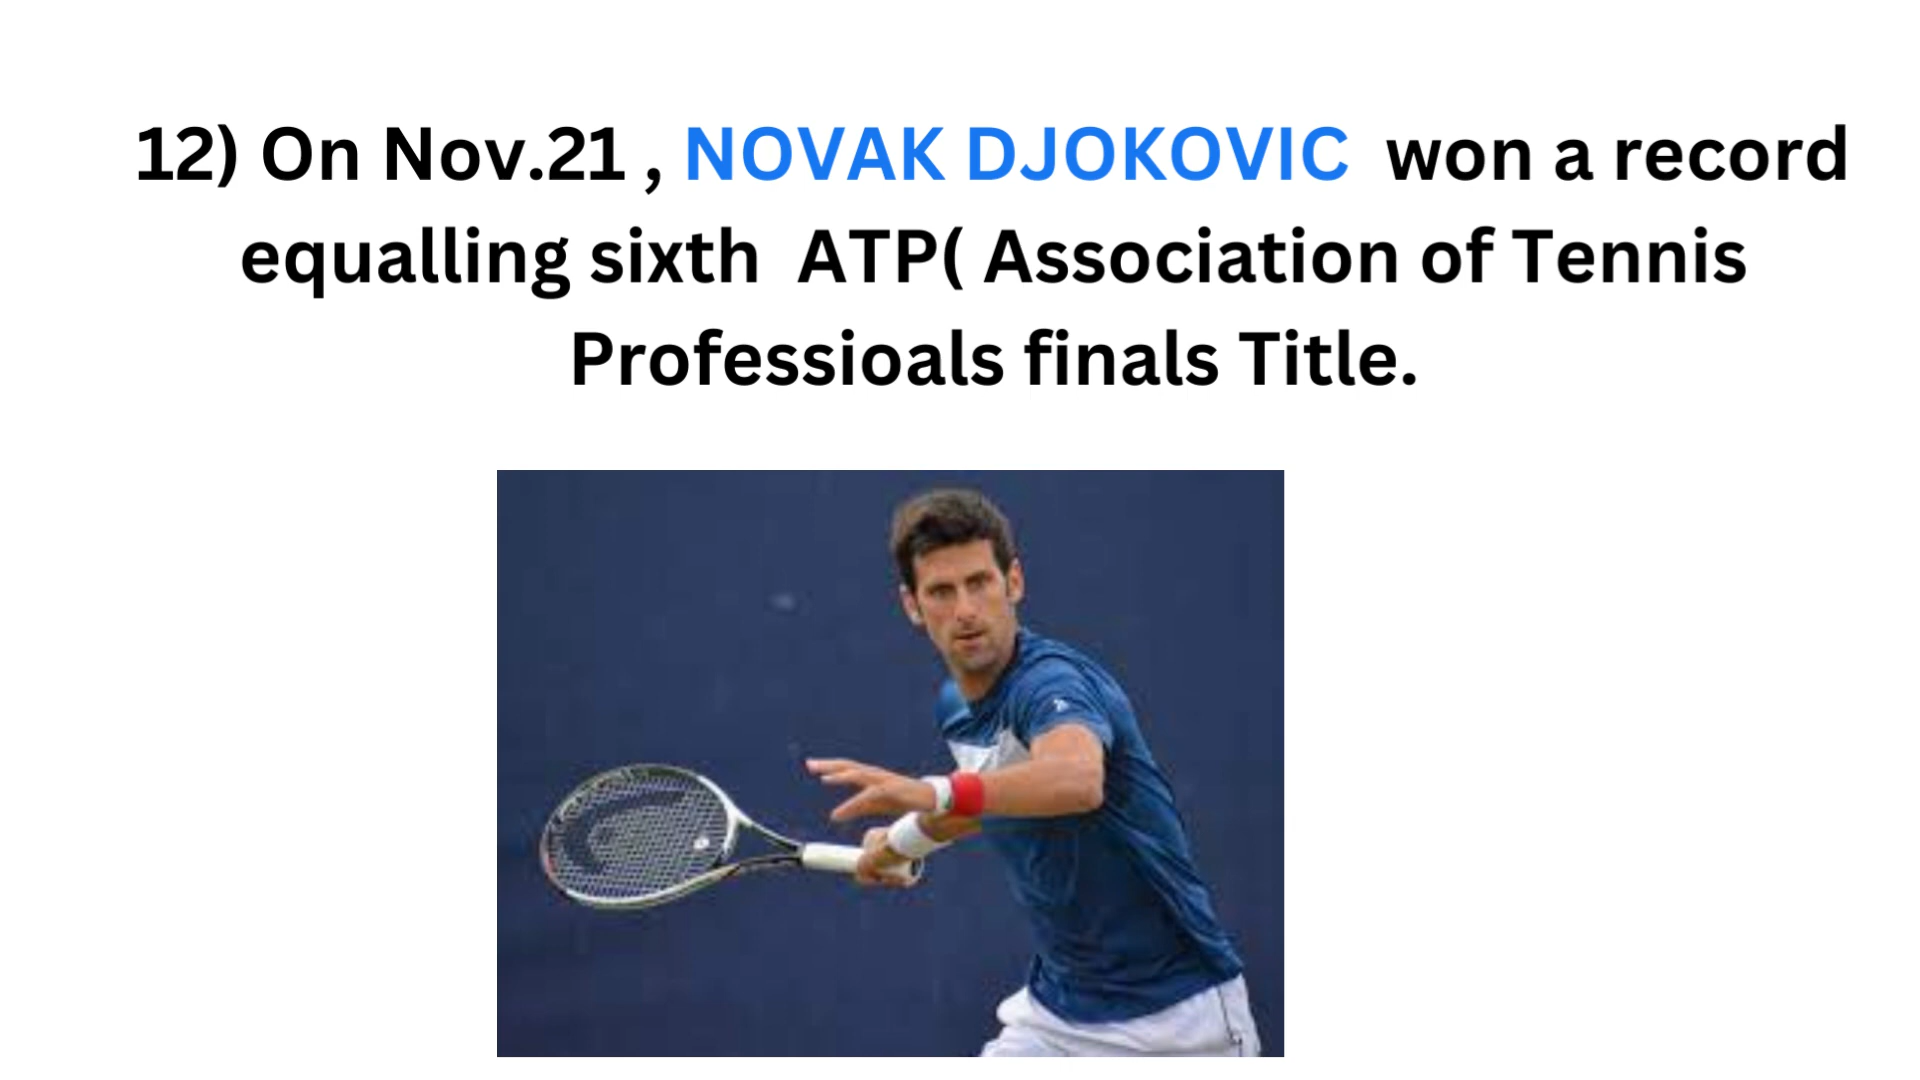 12) On Nov.21 , NOVAK DJOKOVIC won a record
equalling sixth ATP( Association of Tennis
Professioals finals Title.